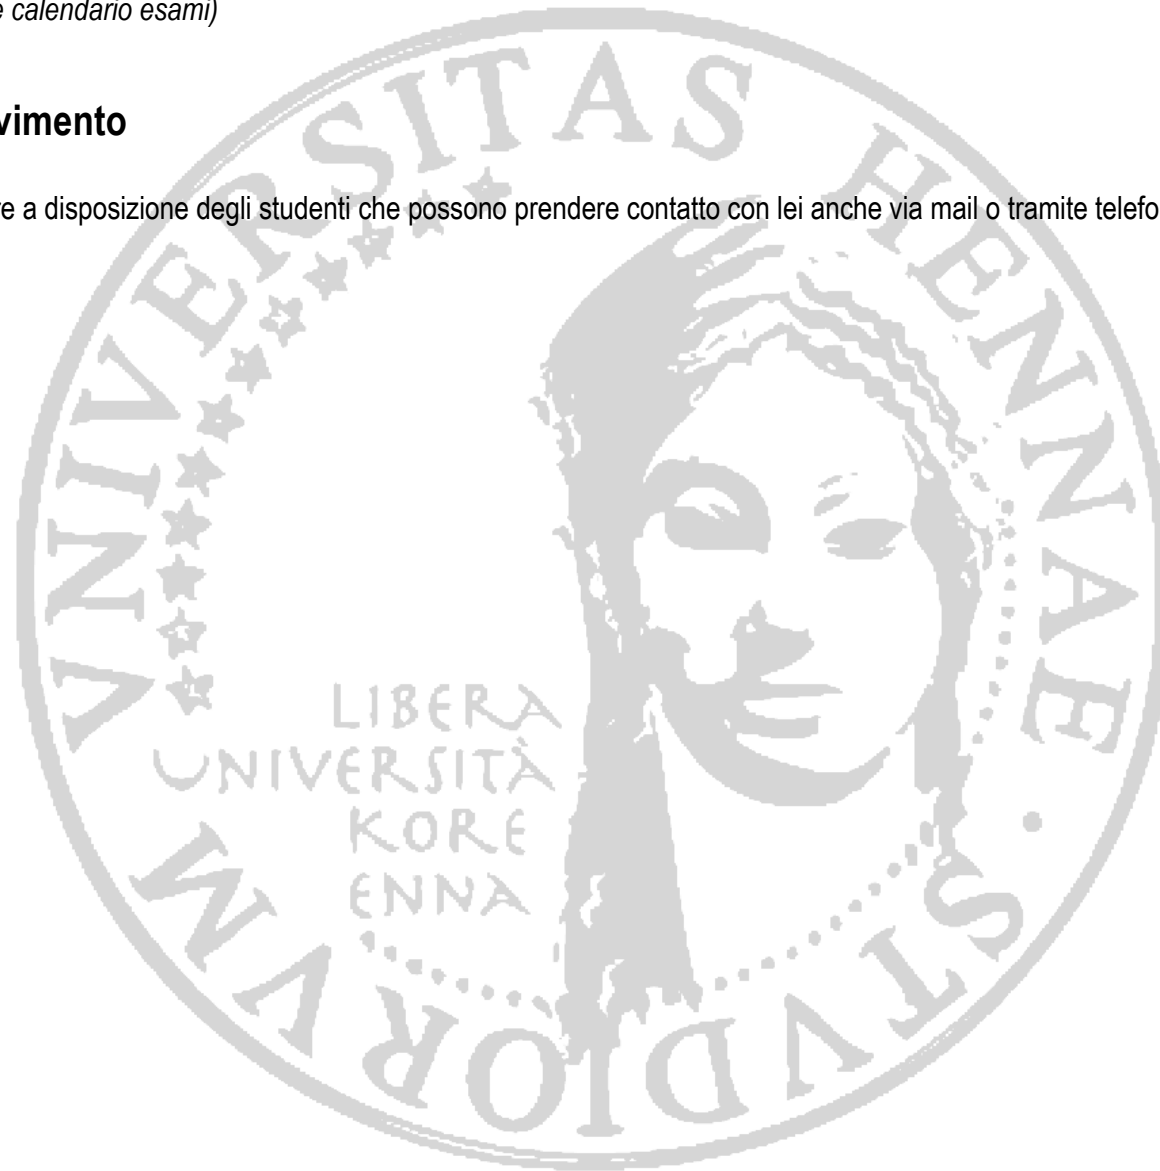 e calendario esami)
vimento
re a disposizione degli studenti che possono prendere contatto con lei anche via mail o tramite telefo
VNIVERSITAS HENNAE · STVDIORVM
LIBERA
UNIVERSITÀ
KORE
ENNA